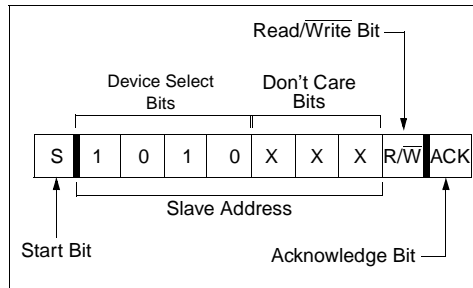 Read/Write Bit
Device Select
Bits
Don't Care
Bits
S 1 0 1 0 X X X R/W ACK
Slave Address
Start Bit
Acknowledge Bit